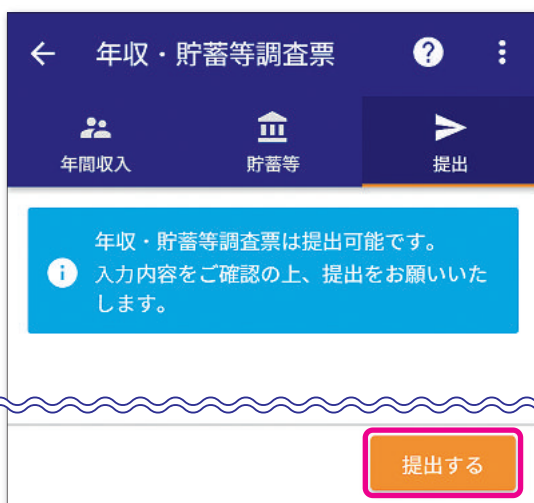 年収・貯蓄等調査票
年間収入
貯蓄等
提出
年収・貯蓄等調査票は提出可能です。
入力内容をご確認の上、提出をお願いいた
します。
提出する